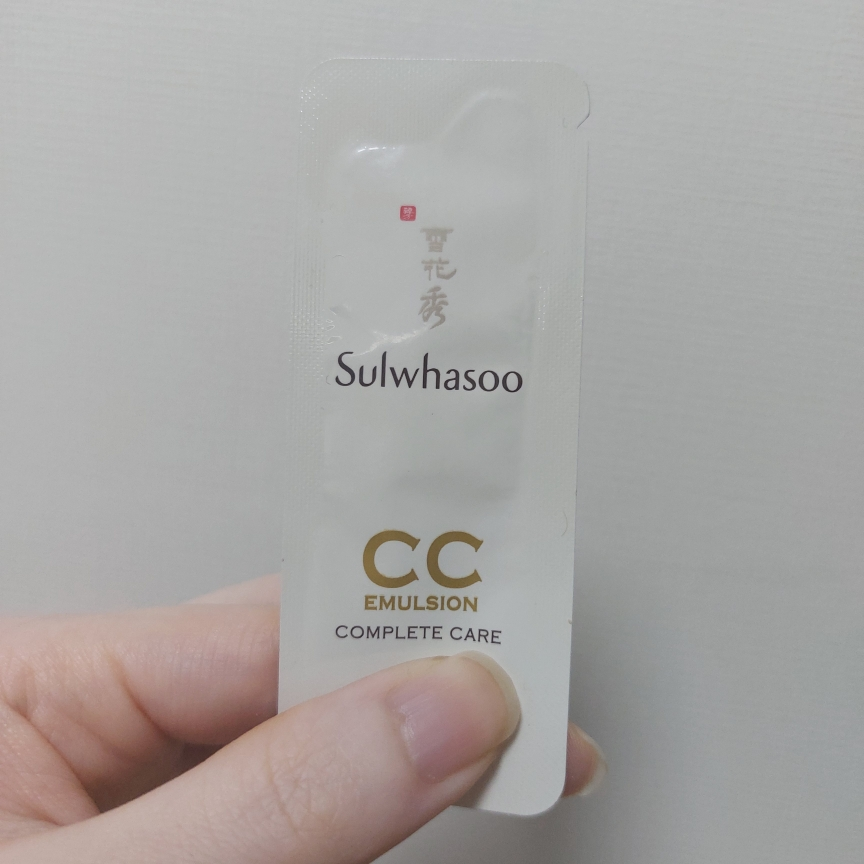 雪花秀
Sulwhasoo
CC
EMULSION
COMPLETE CARE